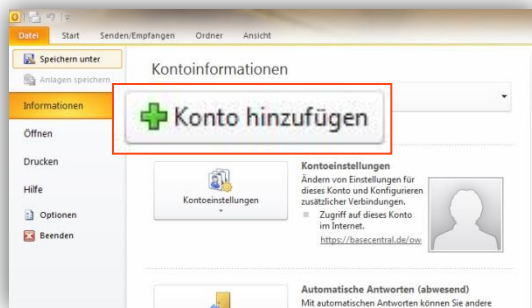 Datei Start Senden/Empfangen Ordner Ansicht
Speichern unter
Anlagen speichern
Informationen
Öffnen
Drucken
Hilfe
Optionen
Beenden
Kontoinformationen
Konto hinzufügen
Kontoeinstellungen
Kontoeinstellungen
Ändern von Einstellungen für
dieses Konto und Konfigurieren
zusätzlicher Verbindungen.
Zugriff auf dieses Konto
im Internet.
https://basecentral.de/ow
Automatische Antworten (abwesend)
Mit automatischen Antworten können Sie andere